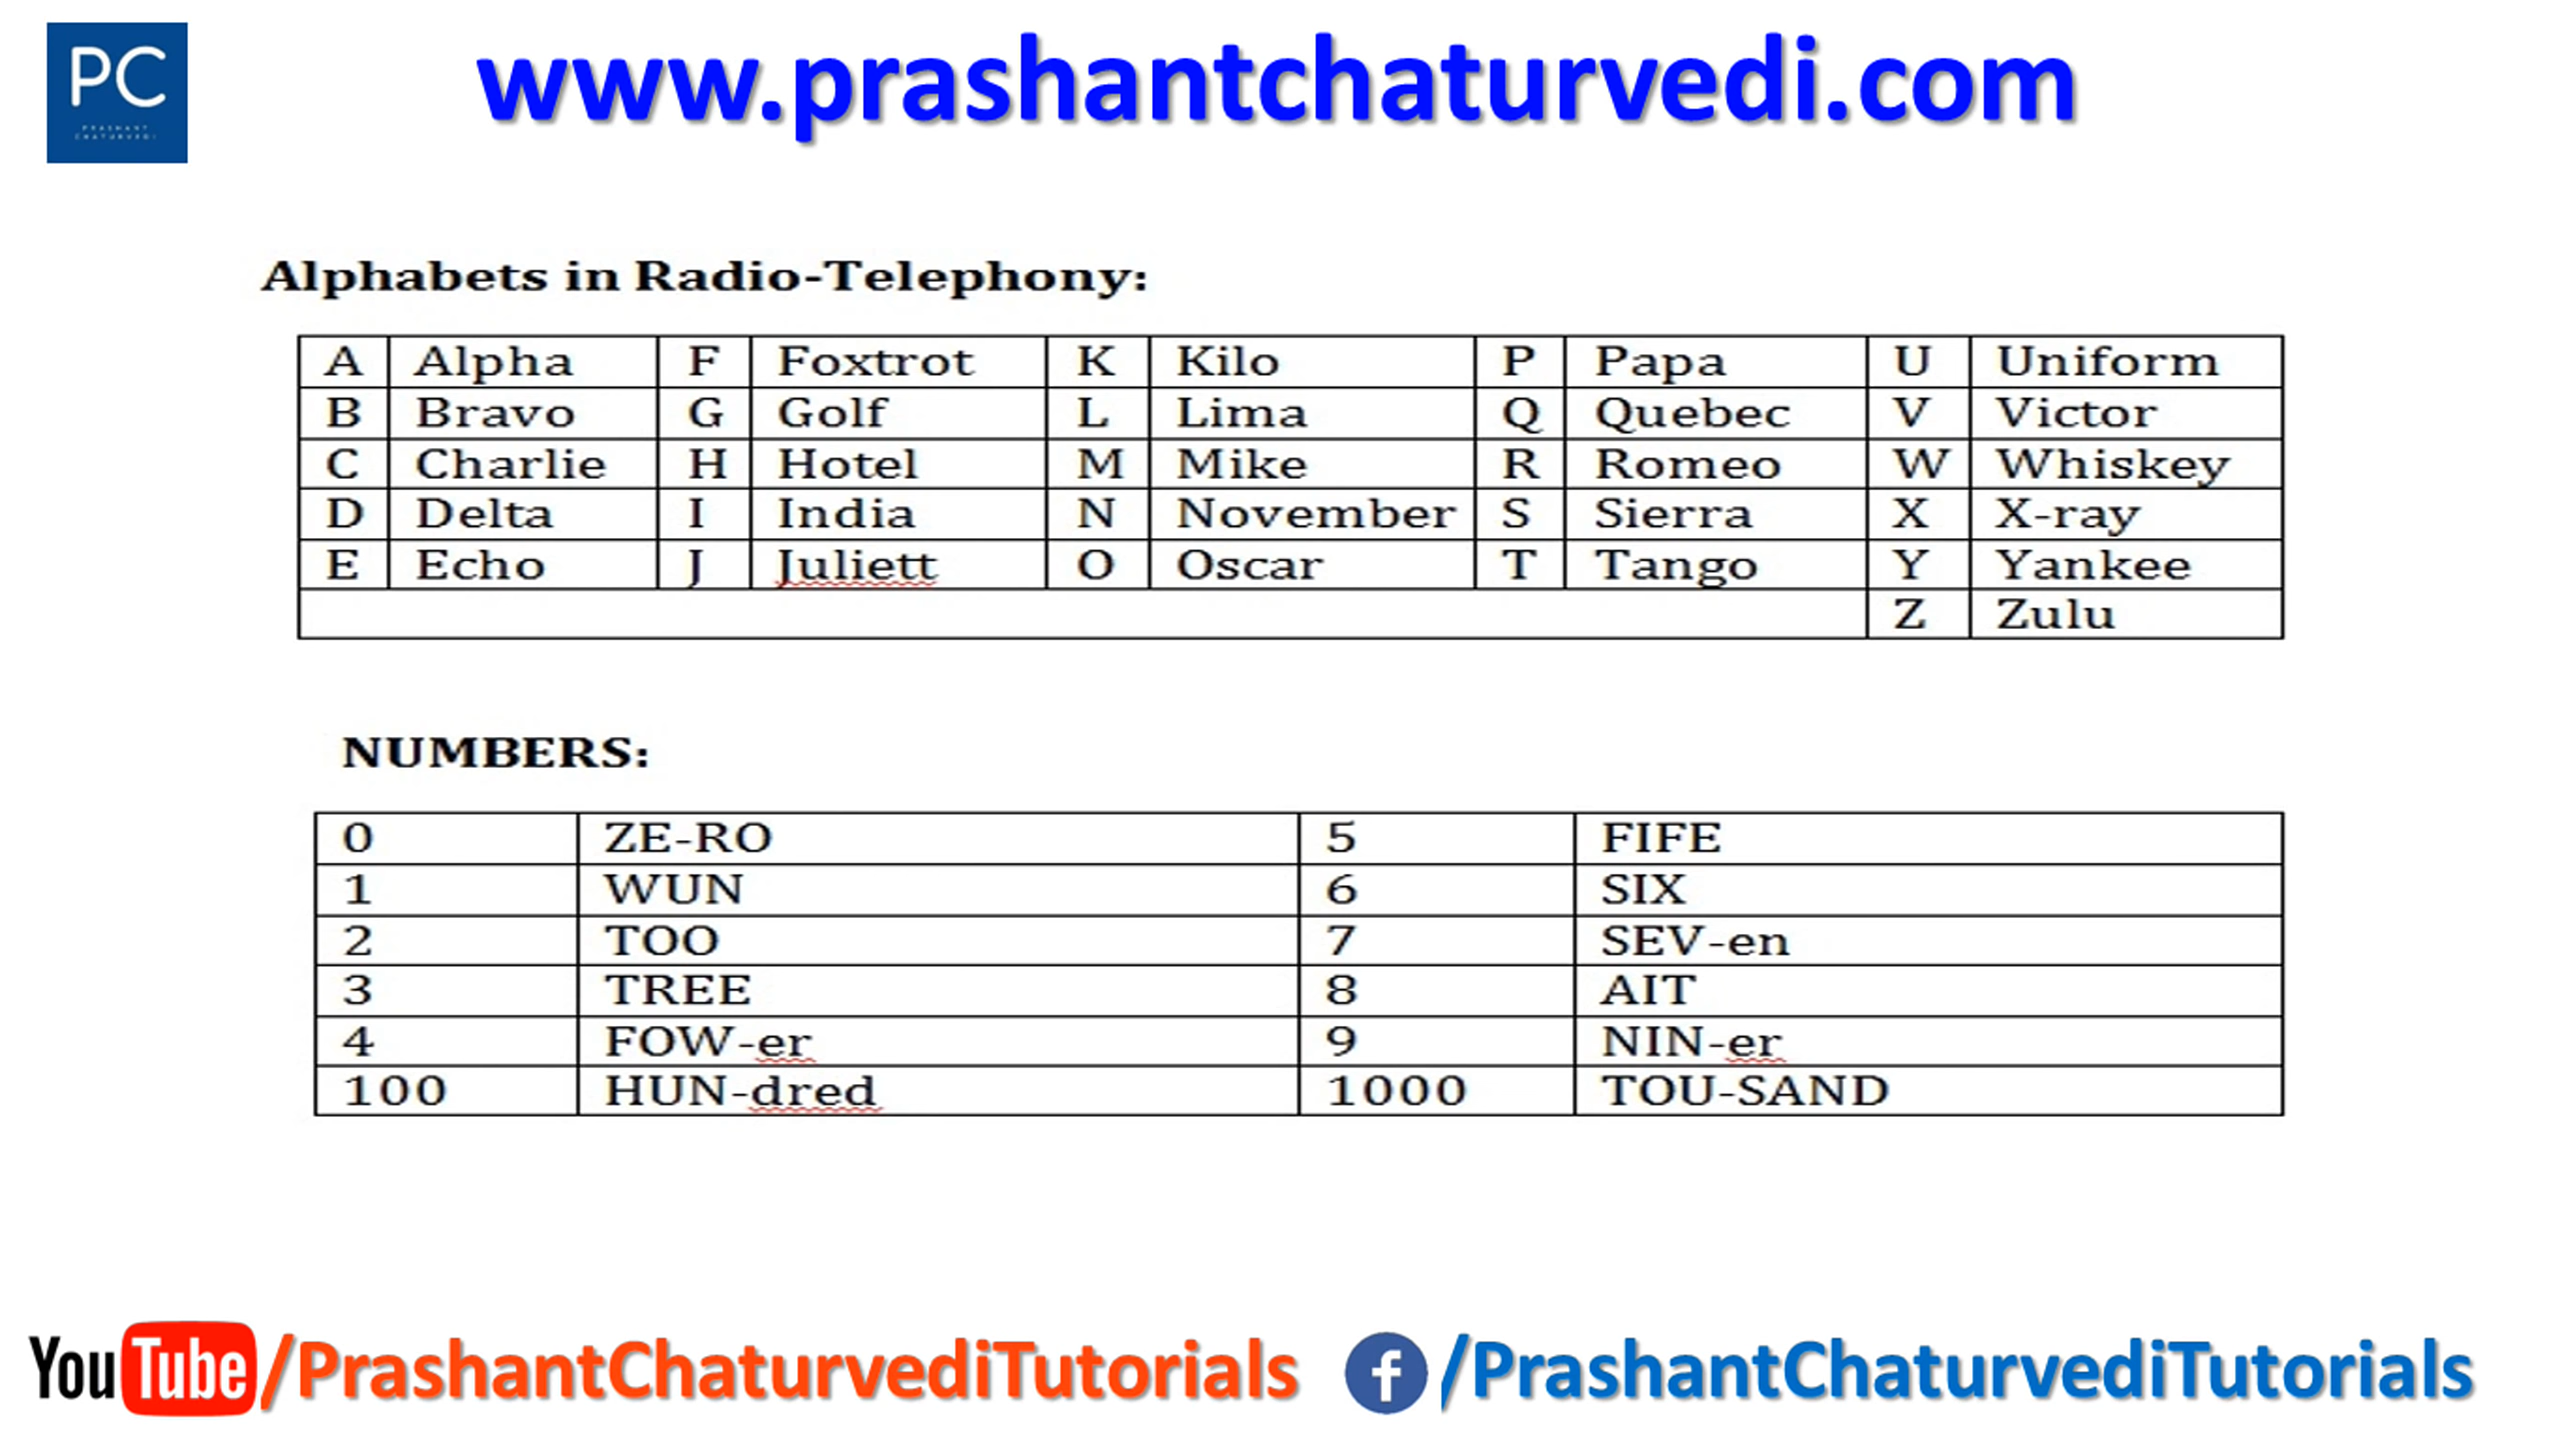 PC
PRASHANT
CHATURVEDI
www.prashantchaturvedi.com
Alphabets in Radio-Telephony:
A Alpha F Foxtrot K Kilo P Papa U Uniform
B Bravo G Golf L Lima Q Quebec V Victor
C Charlie H Hotel M Mike R Romeo W Whiskey
D Delta I India N November S Sierra X X-ray
E Echo J Juliett O Oscar T Tango Y Yankee
Z Zulu
NUMBERS:
0 ZE-RO 5 FIFE
1 WUN 6 SIX
2 TOO 7 SEV-en
3 TREE 8 AIT
4 FOW-er 9 NIN-er
100 HUN-dred 1000 TOU-SAND
YouTube/PrashantChaturvediTutorials f/PrashantChaturvediTutorials